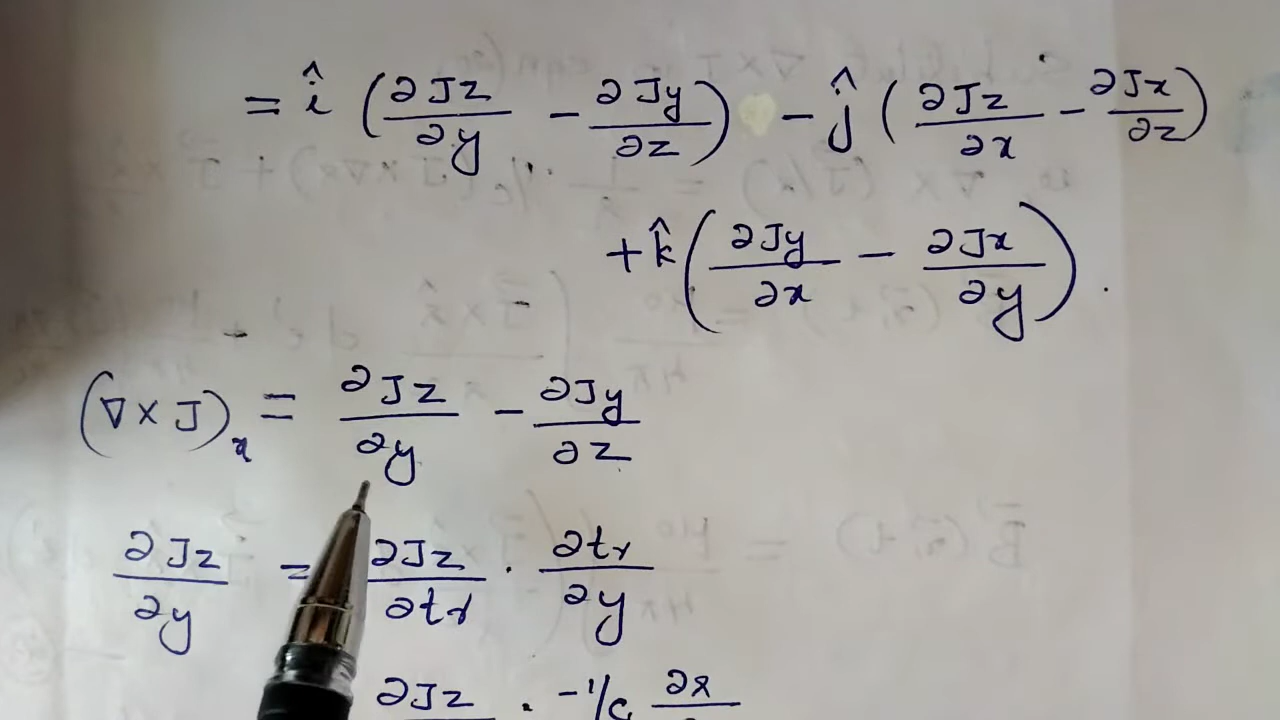 = î (∂Jz/∂y - ∂Jy/∂z) - ĵ (∂Jz/∂x - ∂Jx/∂z)
+ k̂ (∂Jy/∂x - ∂Jx/∂y).
(∇ × J)x = ∂Jz/∂y - ∂Jy/∂z
∂Jz/∂y = ∂Jz/∂tr · ∂tr/∂y
∂Jz · -1/c ∂r